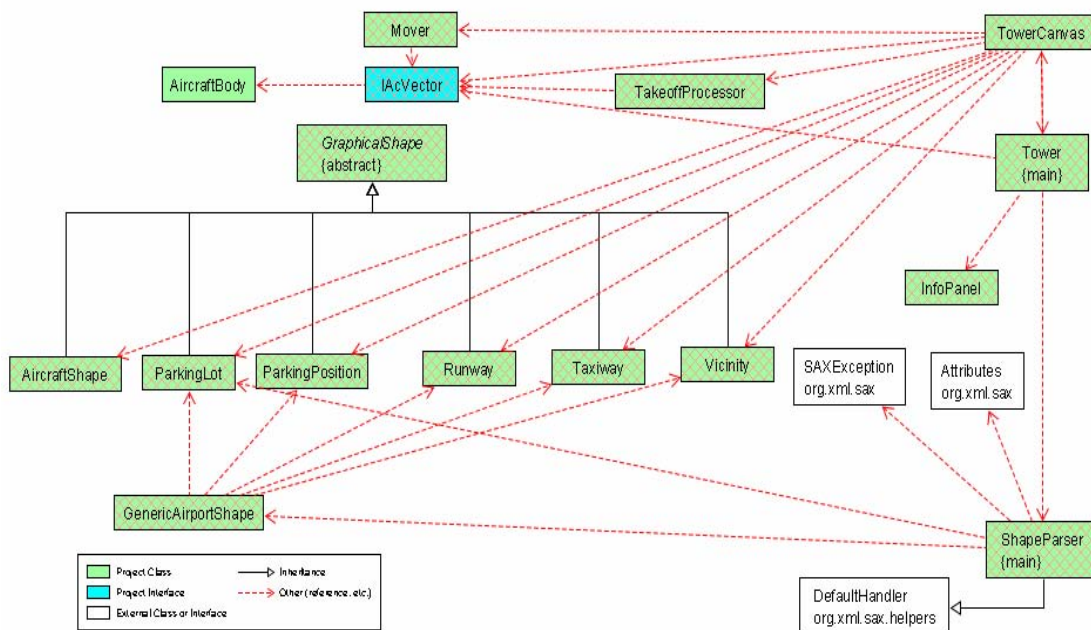 Mover
TowerCanvas
AircraftBody
IAcVector
TakeoffProcessor
GraphicalShape
{abstract}
Tower
{main}
InfoPanel
AircraftShape
ParkingLot
ParkingPosition
Runway
Taxiway
Vicinity
SAXException
org.xml.sax
Attributes
org.xml.sax
GenericAirportShape
ShapeParser
{main}
DefaultHandler
org.xml.sax.helpers
Project Class
Inheritance
Project Interface
Other (reference, etc.)
External Class or Interface